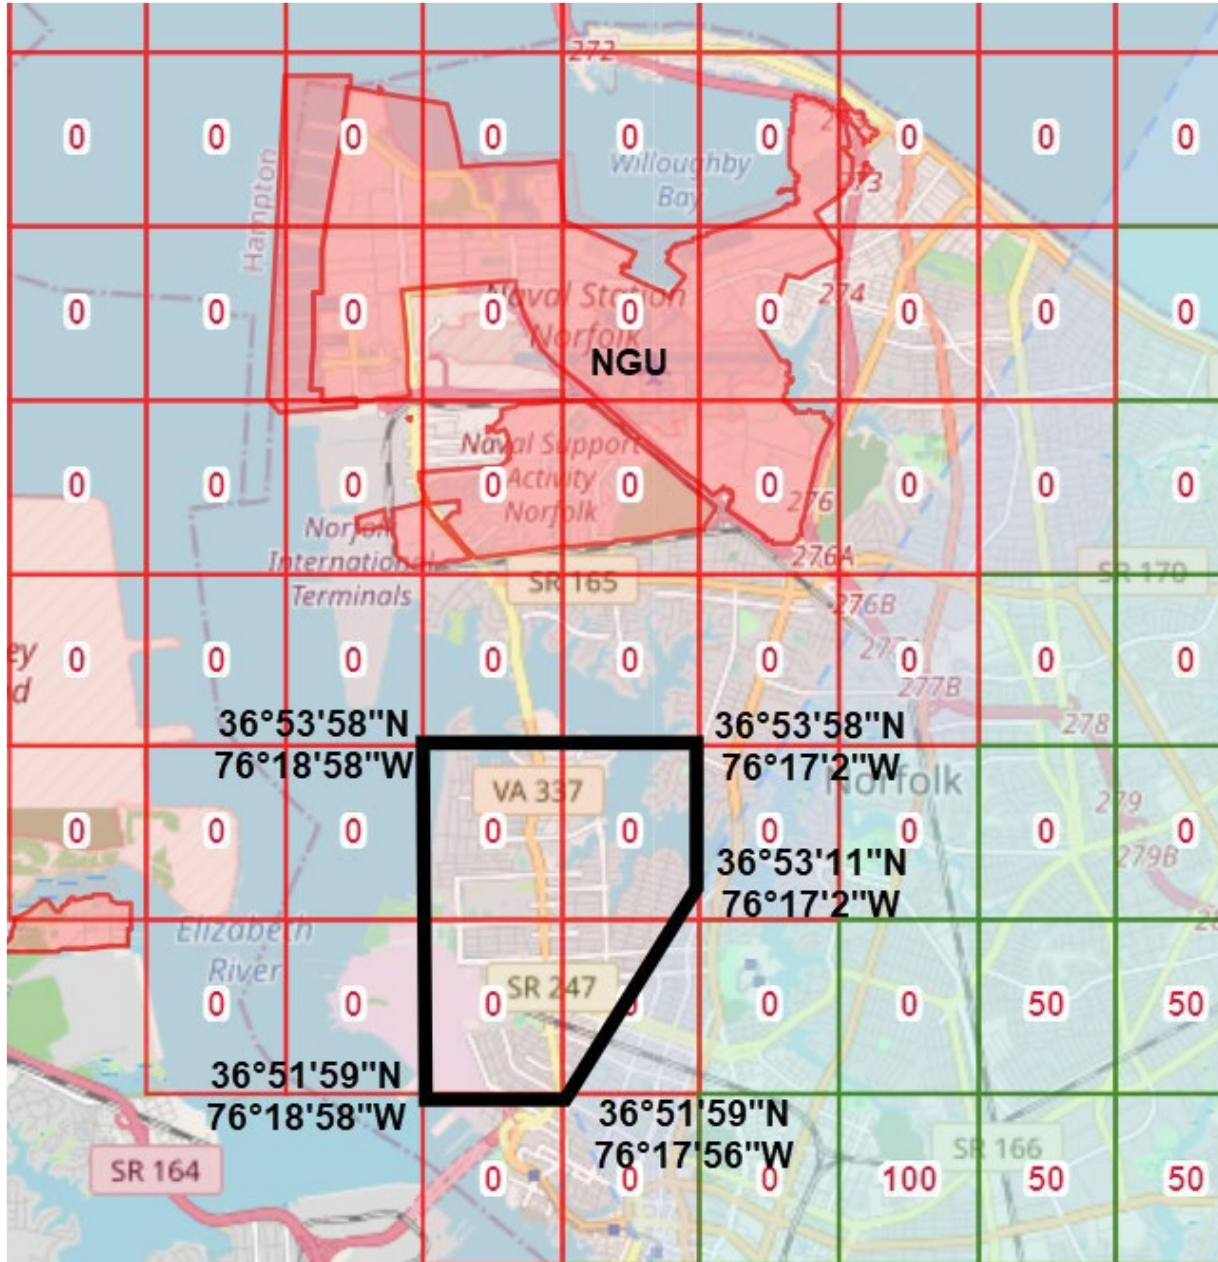 272
0 0 0 0 0 0 0 0 0
Willoughby
Bay
Hampton
274
Naval Station
Norfolk
0 0 0 0 0 0 0 0 0
NGU
Naval Support
Activity
Norfolk
0 0 0 0 0 0 0 0 0
276
Norfolk
International
Terminals
276A
SR 165
SR 170
276B
0 0 0 0 0 0 0 0 0
277B
278
36°53'58"N
76°18'58"W
36°53'58"N
76°17'2"W
Norfolk
VA 337
279
0 0 0 0 0 0 0 0 0
279B
36°53'11"N
76°17'2"W
Elizabeth
River
SR 247
0 0 0 0 0 50 50
36°51'59"N
76°18'58"W
36°51'59"N
76°17'56"W
SR 164
SR 166
0 0 0 100 50 50